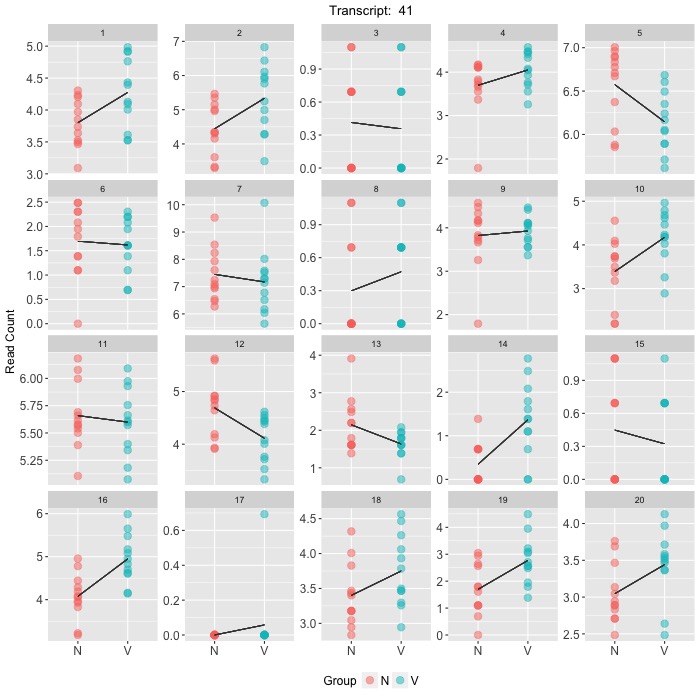 Transcript: 41
1 2 3 4 5
5.0 4.5 4.0 3.5 3.0
7 6 5 4
0.9 0.6 0.3 0.0
4 3 2
7.0 6.5 6.0
6 7 8 9 10
2.5 2.0 1.5 1.0 0.5 0.0
10 9 8 7 6
0.9 0.6 0.3 0.0
4 3 2
5 4 3
Read Count
11 12 13 14 15
6.00 5.75 5.50 5.25
5 4
4 3 2 1
2 1 0
0.9 0.6 0.3 0.0
16 17 18 19 20
6 5 4
0.6 0.4 0.2 0.0
4.5 4.0 3.5 3.0
4 3 2 1 0
4.0 3.5 3.0 2.5
N V N V N V N V N V
Group N V